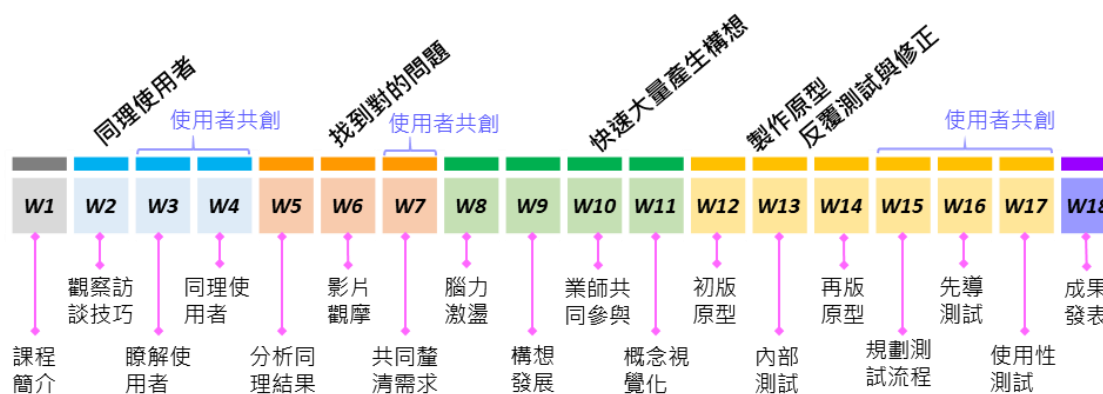 同理使用者
找到對的問題
快速大量產生構想
製作原型
反覆測試與修正
使用者共創
使用者共創
使用者共創
W1 W2 W3 W4 W5 W6 W7 W8 W9 W10 W11 W12 W13 W14 W15 W16 W17 W18
課程
簡介
觀察訪
談技巧
瞭解使
用者
同理使
用者
分析同
理結果
影片
觀摩
共同釐
清需求
腦力
激盪
構想
發展
業師共
同參與
概念視
覺化
初版
原型
內部
測試
再版
原型
規劃測
試流程
先導
測試
使用性
測試
成果
發表